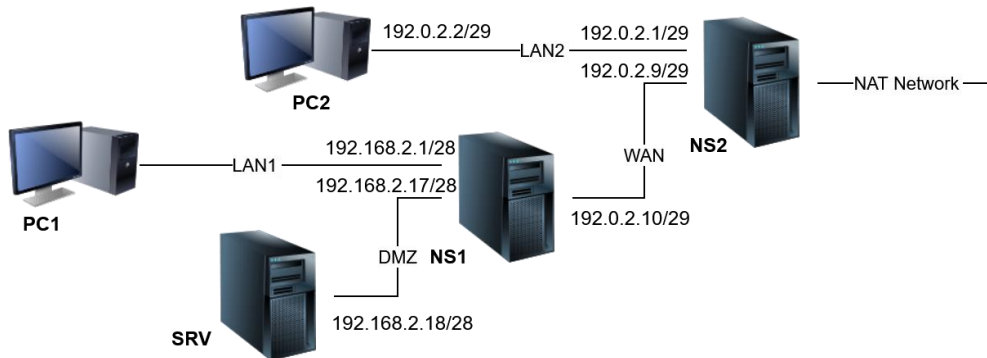 192.0.2.2/29
LAN2
192.0.2.1/29
192.0.2.9/29
NAT Network
PC2
NS2
192.168.2.1/28
LAN1
WAN
192.168.2.17/28
192.0.2.10/29
PC1
DMZ
NS1
192.168.2.18/28
SRV